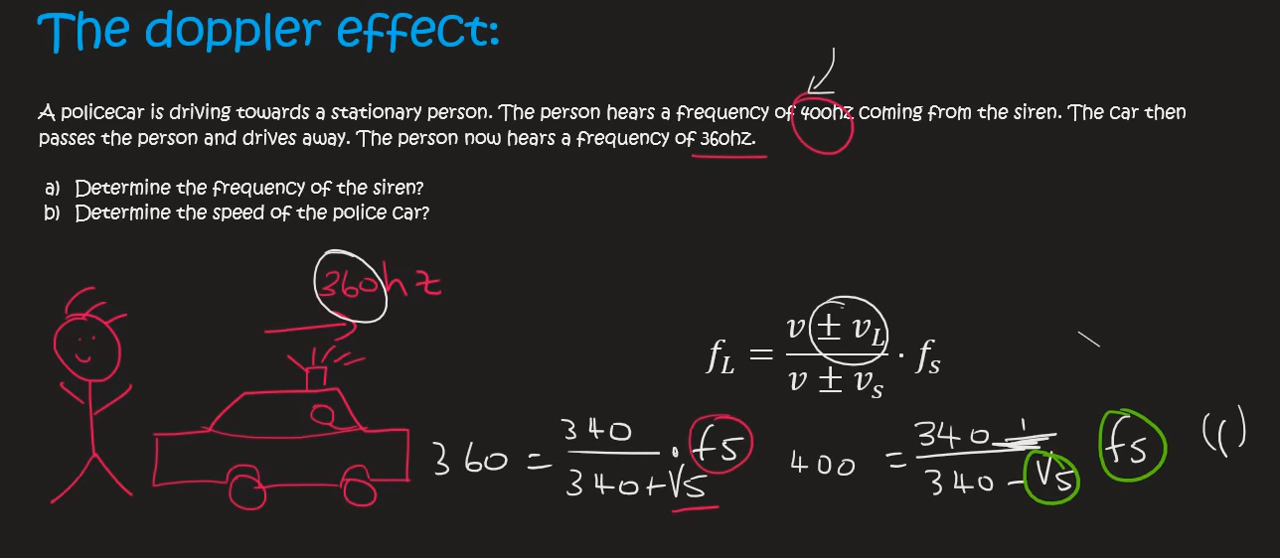 The doppler effect:
A policecar is driving towards a stationary person. The person hears a frequency of 400hz coming from the siren. The car then
passes the person and drives away. The person now hears a frequency of 360hz.
a) Determine the frequency of the siren?
b) Determine the speed of the police car?
360hz
f_L = (v ± v_L)/(v ± v_s) · f_s
360 = 340/(340+vs) · fs
400 = 340/(340-vs) fs (1)